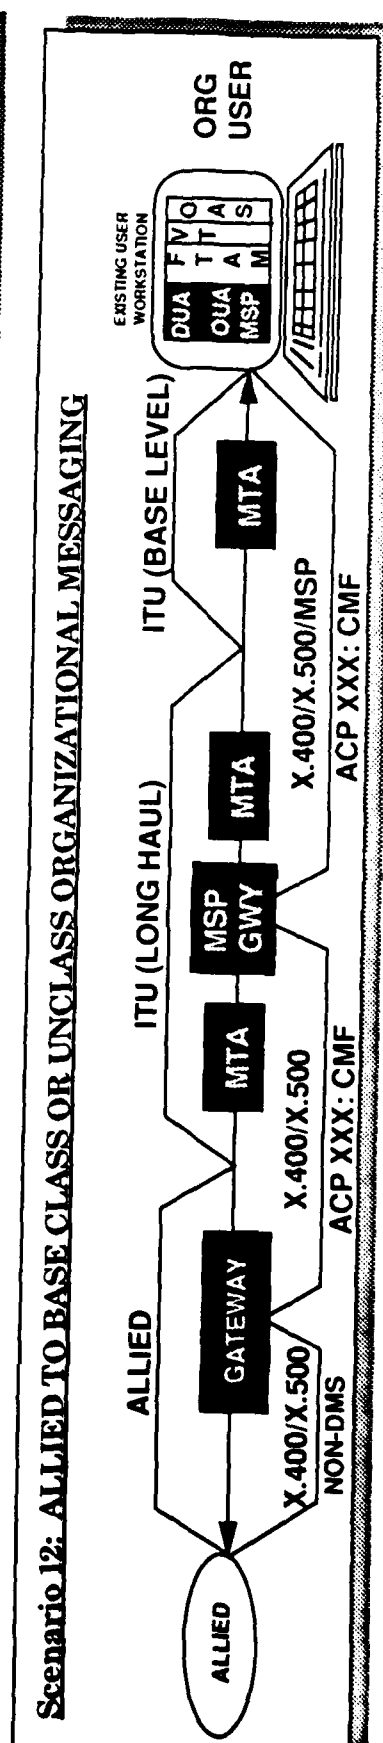 Scenario 12: ALLIED TO BASE CLASS OR UNCLASS ORGANIZATIONAL MESSAGING
ALLIED
ITU (LONG HAUL)
ITU (BASE LEVEL)
EXISTING USER
WORKSTATION
ORG
USER
ALLIED
GATEWAY
MTA
MSP
GWY
MTA
MTA
DUA
OUA
MSP
F
T
A
M
V
T
O
A
S
X.400/X.500
NON-DMS
X.400/X.500
ACP XXX: CMF
X.400/X.500/MSP
ACP XXX: CMF